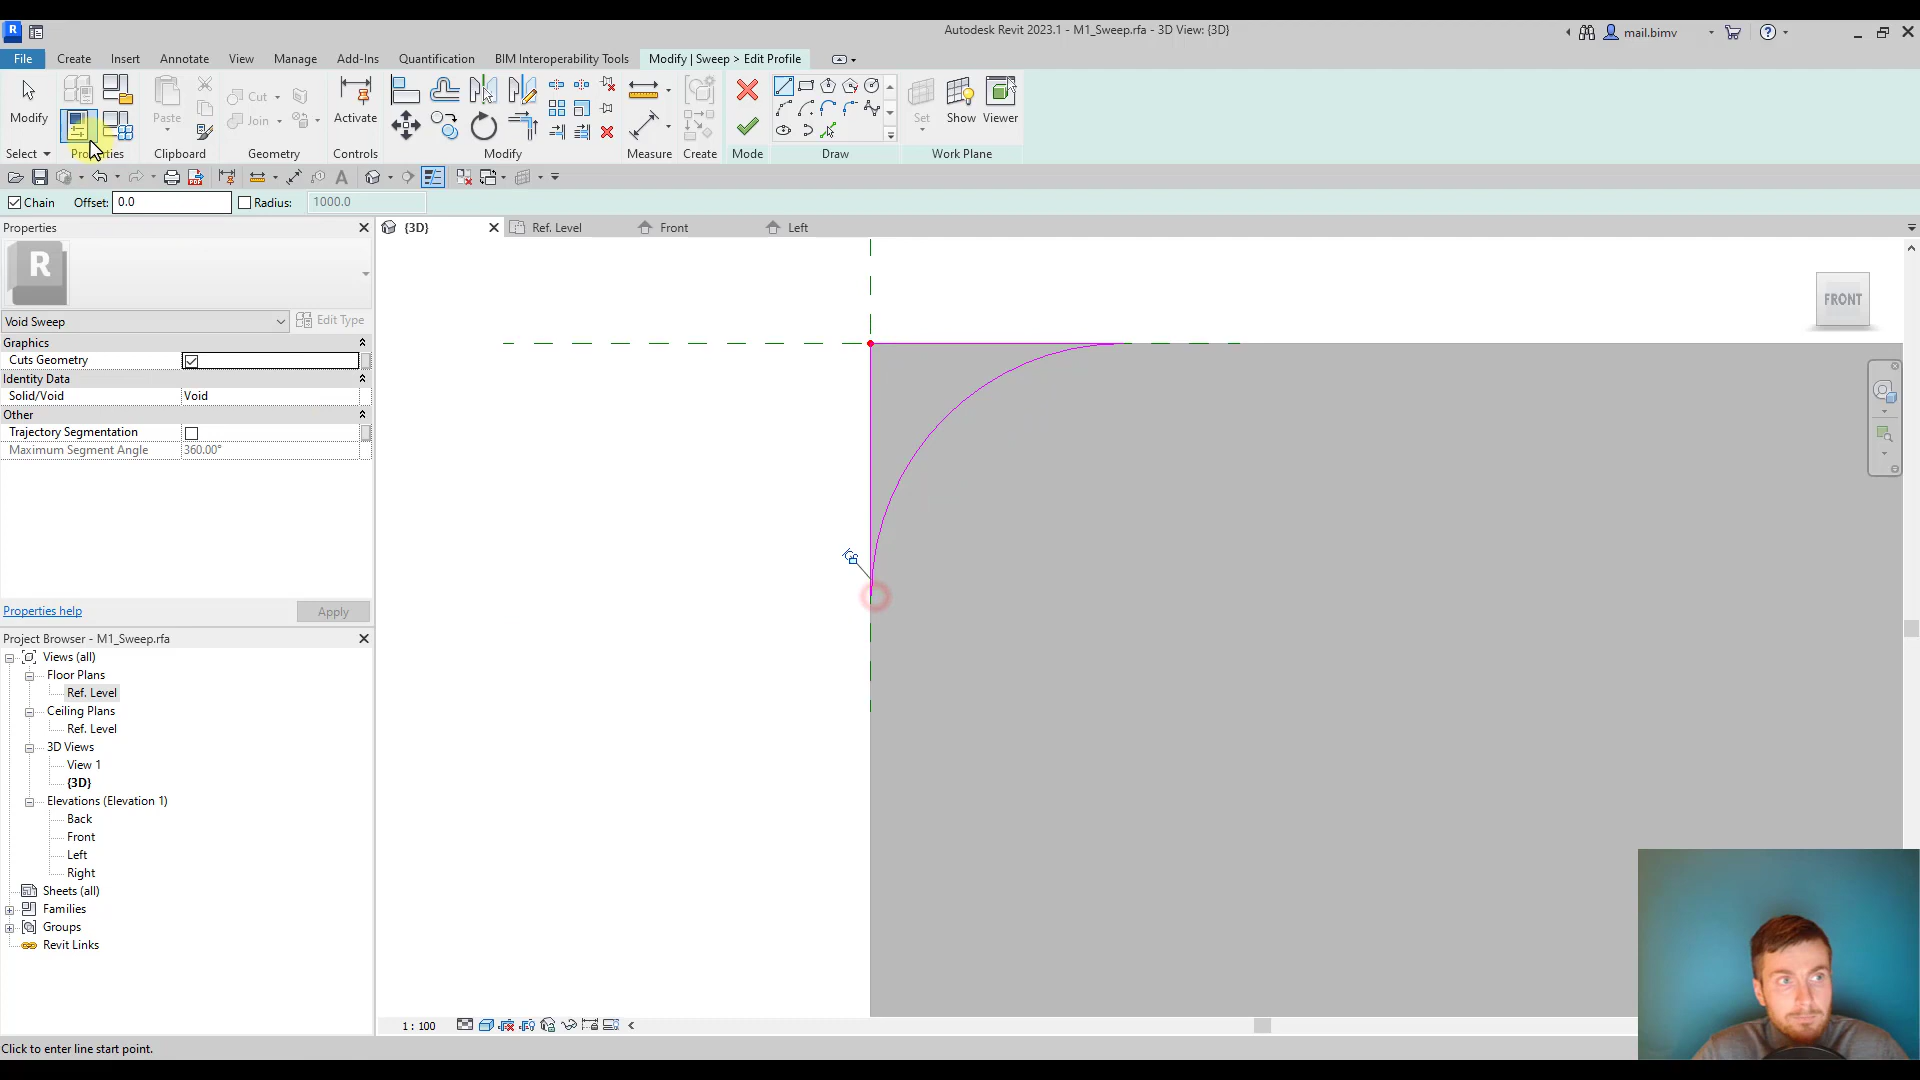 R
Autodesk Revit 2023.1 - M1_Sweep.rfa - 3D View: {3D}
mail.bimv
File Create Insert Annotate View Manage Add-Ins Quantification BIM Interoperability Tools Modify | Sweep > Edit Profile
Modify Paste Cut Join Activate Set Show Viewer
Select Properties Clipboard Geometry Controls Modify Measure Create Mode Draw Work Plane
Chain Offset: 0.0 Radius: 1000.0
Properties
{3D} Ref. Level Front Left
R
Void Sweep Edit Type
Graphics
Cuts Geometry
Identity Data
Solid/Void Void
Other
Trajectory Segmentation
Maximum Segment Angle 360.00°
FRONT
Properties help Apply
Project Browser - M1_Sweep.rfa
Views (all)
Floor Plans
Ref. Level
Ceiling Plans
Ref. Level
3D Views
View 1
{3D}
Elevations (Elevation 1)
Back
Front
Left
Right
Sheets (all)
Families
Groups
Revit Links
1 : 100
Click to enter line start point.